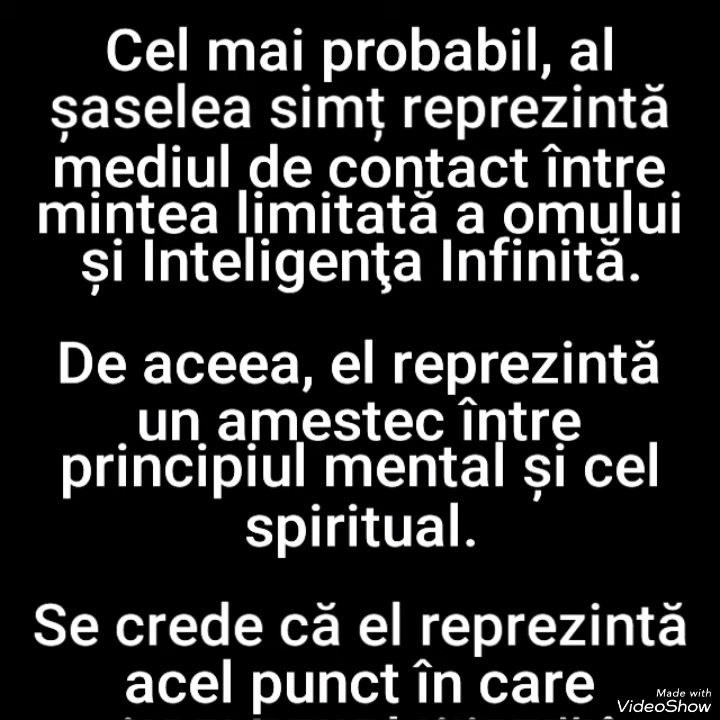 Cel mai probabil, al
șaselea simț reprezintă
mediul de contact între
mintea limitată a omului
și Inteligenţa Infinită.
De aceea, el reprezintă
un amestec între
principiul mental și cel
spiritual.
Se crede că el reprezintă
acel punct în care
Made with
VideoShow